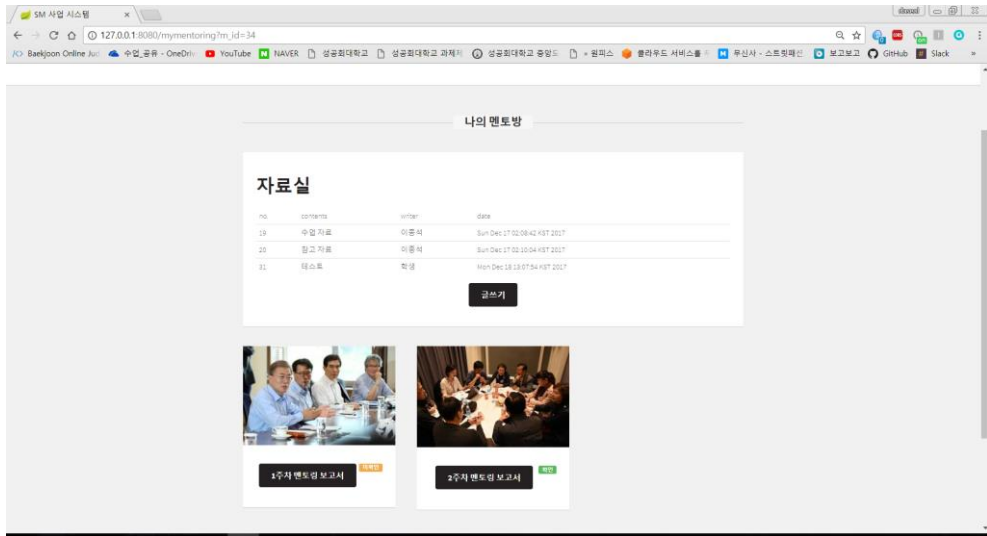 SM 사업 시스템
127.0.0.1:8080/mymentoring?m_id=34
Baekjoon Online Jud 수업_공유 - OneDriv YouTube NAVER 성공회대학교 성공회대학교 과제제 성공회대학교 중앙도 » 원피스 클라우드 서비스를 무신사 - 스트릿패션 보고보고 GitHub Slack »
나의 멘토방
자료실
no contents writer date
19 수업 자료 이종석 Sun Dec 17 02:08:42 KST 2017
20 참고 자료 이종석 Sun Dec 17 02:10:04 KST 2017
31 테스트 학생 Mon Dec 18 18:07:54 KST 2017
글쓰기
1주차 멘토링 보고서 미확인
2주차 멘토링 보고서 확인